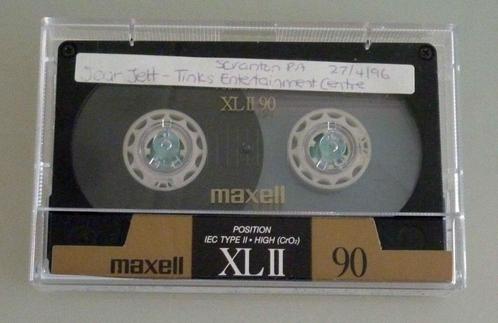 Scranton PA 27/4/96
Joan Jett - Tinks Entertainment Centre
XL II 90
maxell
POSITION
IEC TYPE II • HIGH (CrO₂)
maxell XL II 90